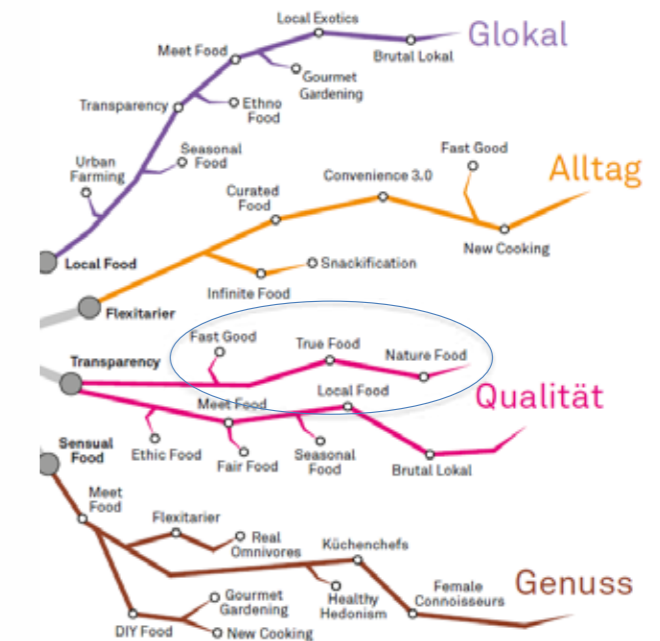 Local Exotics
Glokal
Meet Food
Brutal Lokal
Gourmet
Gardening
Transparency
Ethno
Food
Seasonal
Food
Urban
Farming
Local Food
Fast Good
Alltag
Convenience 3.0
Curated
Food
New Cooking
Snackification
Infinite Food
Flexitarier
Fast Good
True Food
Nature Food
Transparency
Qualität
Local Food
Meet Food
Ethic Food
Fair Food
Seasonal
Food
Brutal Lokal
Sensual
Food
Meet
Food
Flexitarier
Real
Omnivores
Küchenchefs
Genuss
Female
Connoisseurs
Healthy
Hedonism
Gourmet
Gardening
DIY Food
New Cooking